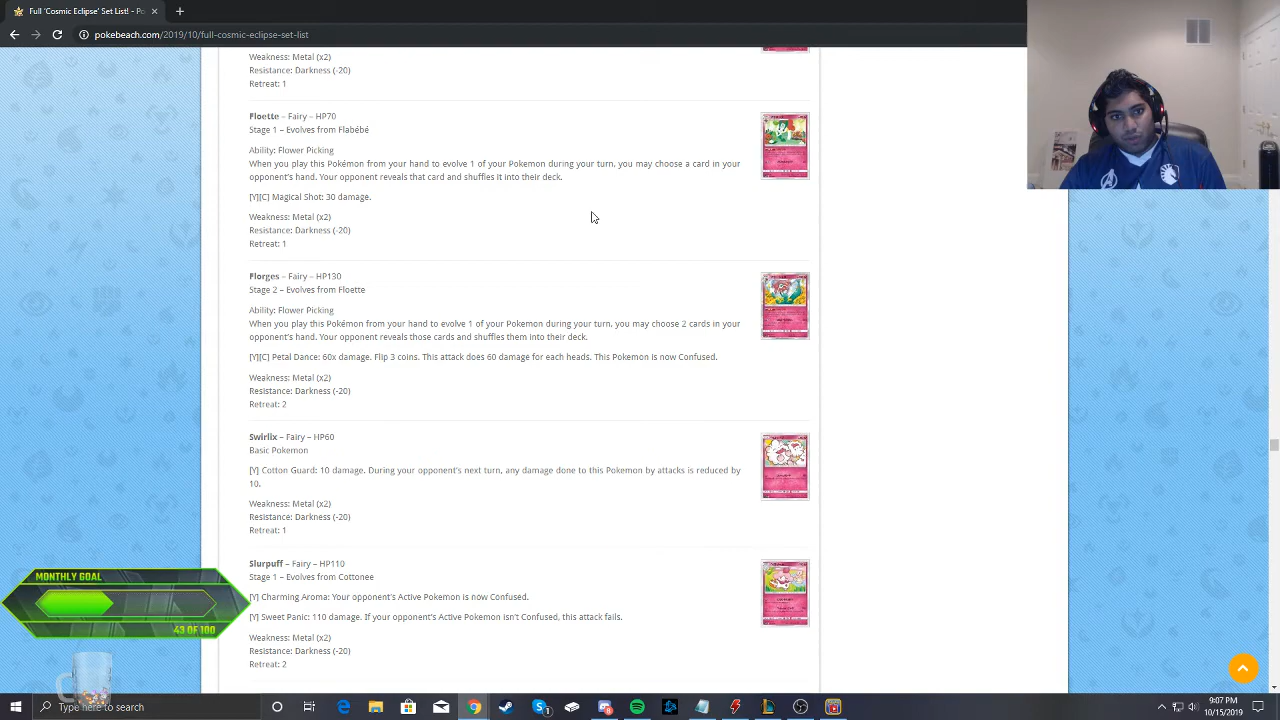 Full 'Cosmic Eclipse' Set List! - Po
pokebeach.com/2019/10/full-cosmic-eclipse-set-list
Weakness: Metal (x2)
Resistance: Darkness (-20)
Retreat: 1
Floette – Fairy – HP70
Stage 1 – Evolves from Flabébé
Ability: Flower Picking
When you play this Pokemon from your hand to evolve 1 of your Pokemon during your turn, you may choose a card in your
opponent's hand. Your opponent reveals that card and shuffles it into their deck.
[Y][C] Magical Shot: 30 damage.
Weakness: Metal (x2)
Resistance: Darkness (-20)
Retreat: 1
Florges – Fairy – HP130
Stage 2 – Evolves from Floette
Ability: Flower Picking
When you play this Pokemon from your hand to evolve 1 of your Pokemon during your turn, you may choose 2 cards in your
opponent's hand. Your opponent reveals those cards and shuffles them into their deck.
[Y][C] Petal Dance: 60x damage. Flip 3 coins. This attack does 60 damage for each heads. This Pokemon is now Confused.
Weakness: Metal (x2)
Resistance: Darkness (-20)
Retreat: 2
Swirlix – Fairy – HP60
Basic Pokemon
[Y] Cotton Guard: 10 damage. During your opponent's next turn, any damage done to this Pokemon by attacks is reduced by
10.
Weakness: Metal (x2)
Resistance: Darkness (-20)
Retreat: 1
Slurpuff – Fairy – HP110
Stage 1 – Evolves from Cottonee
[Y] Charming Aroma: Your opponent's Active Pokemon is now Confused.
[Y] Sweet Panic: 110 damage. If your opponent's Active Pokemon isn't Confused, this attack fails.
Weakness: Metal (x2)
Resistance: Darkness (-20)
Retreat: 2
MONTHLY GOAL
43 OF 100
Type here to search
9:07 PM
10/15/2019